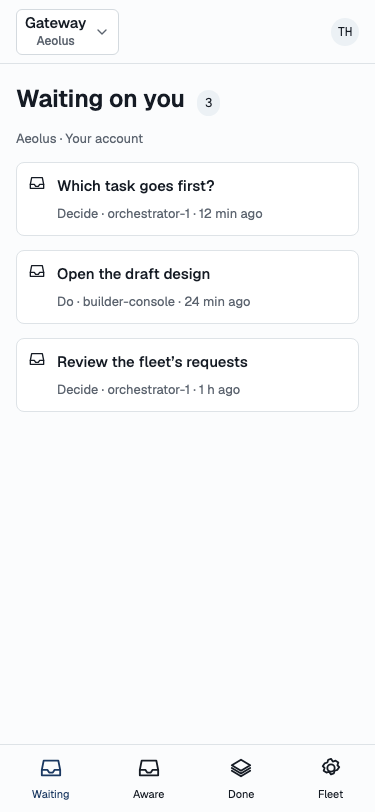 Gateway
Aeolus
TH
Waiting on you 3
Aeolus · Your account
Which task goes first?
Decide · orchestrator-1 · 12 min ago
Open the draft design
Do · builder-console · 24 min ago
Review the fleet’s requests
Decide · orchestrator-1 · 1 h ago
Waiting Aware Done Fleet